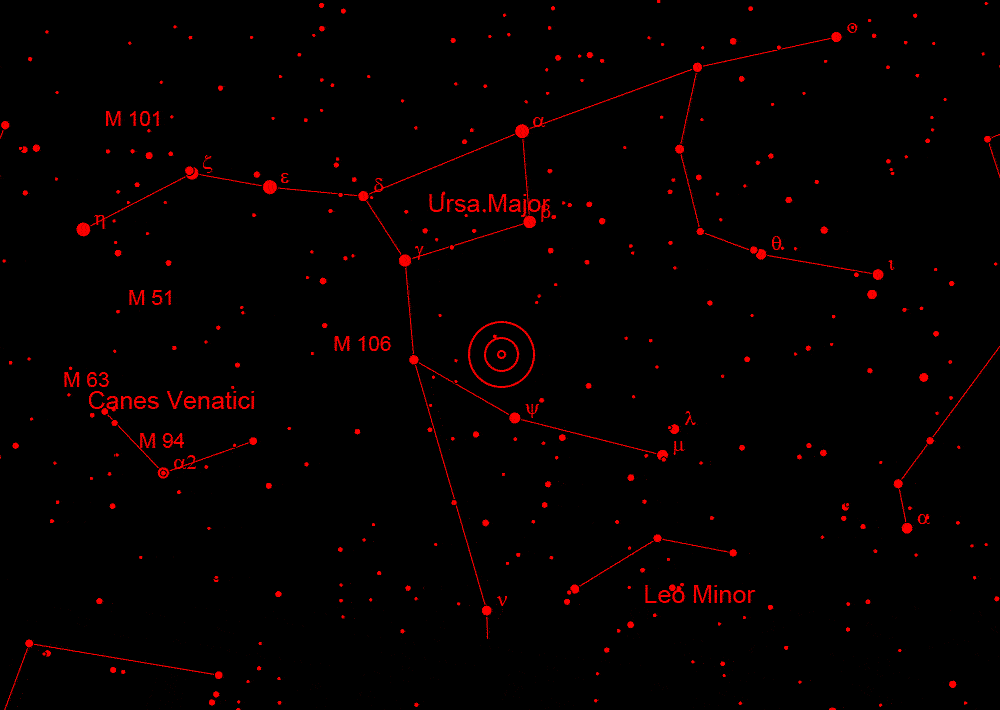 ο
M 101
α
ζ
ε
δ
Ursa Major
β
η
θ
γ
ι
M 51
M 106
M 63
Canes Venatici
ψ
λ
M 94
μ
α2
α
Leo Minor
ν